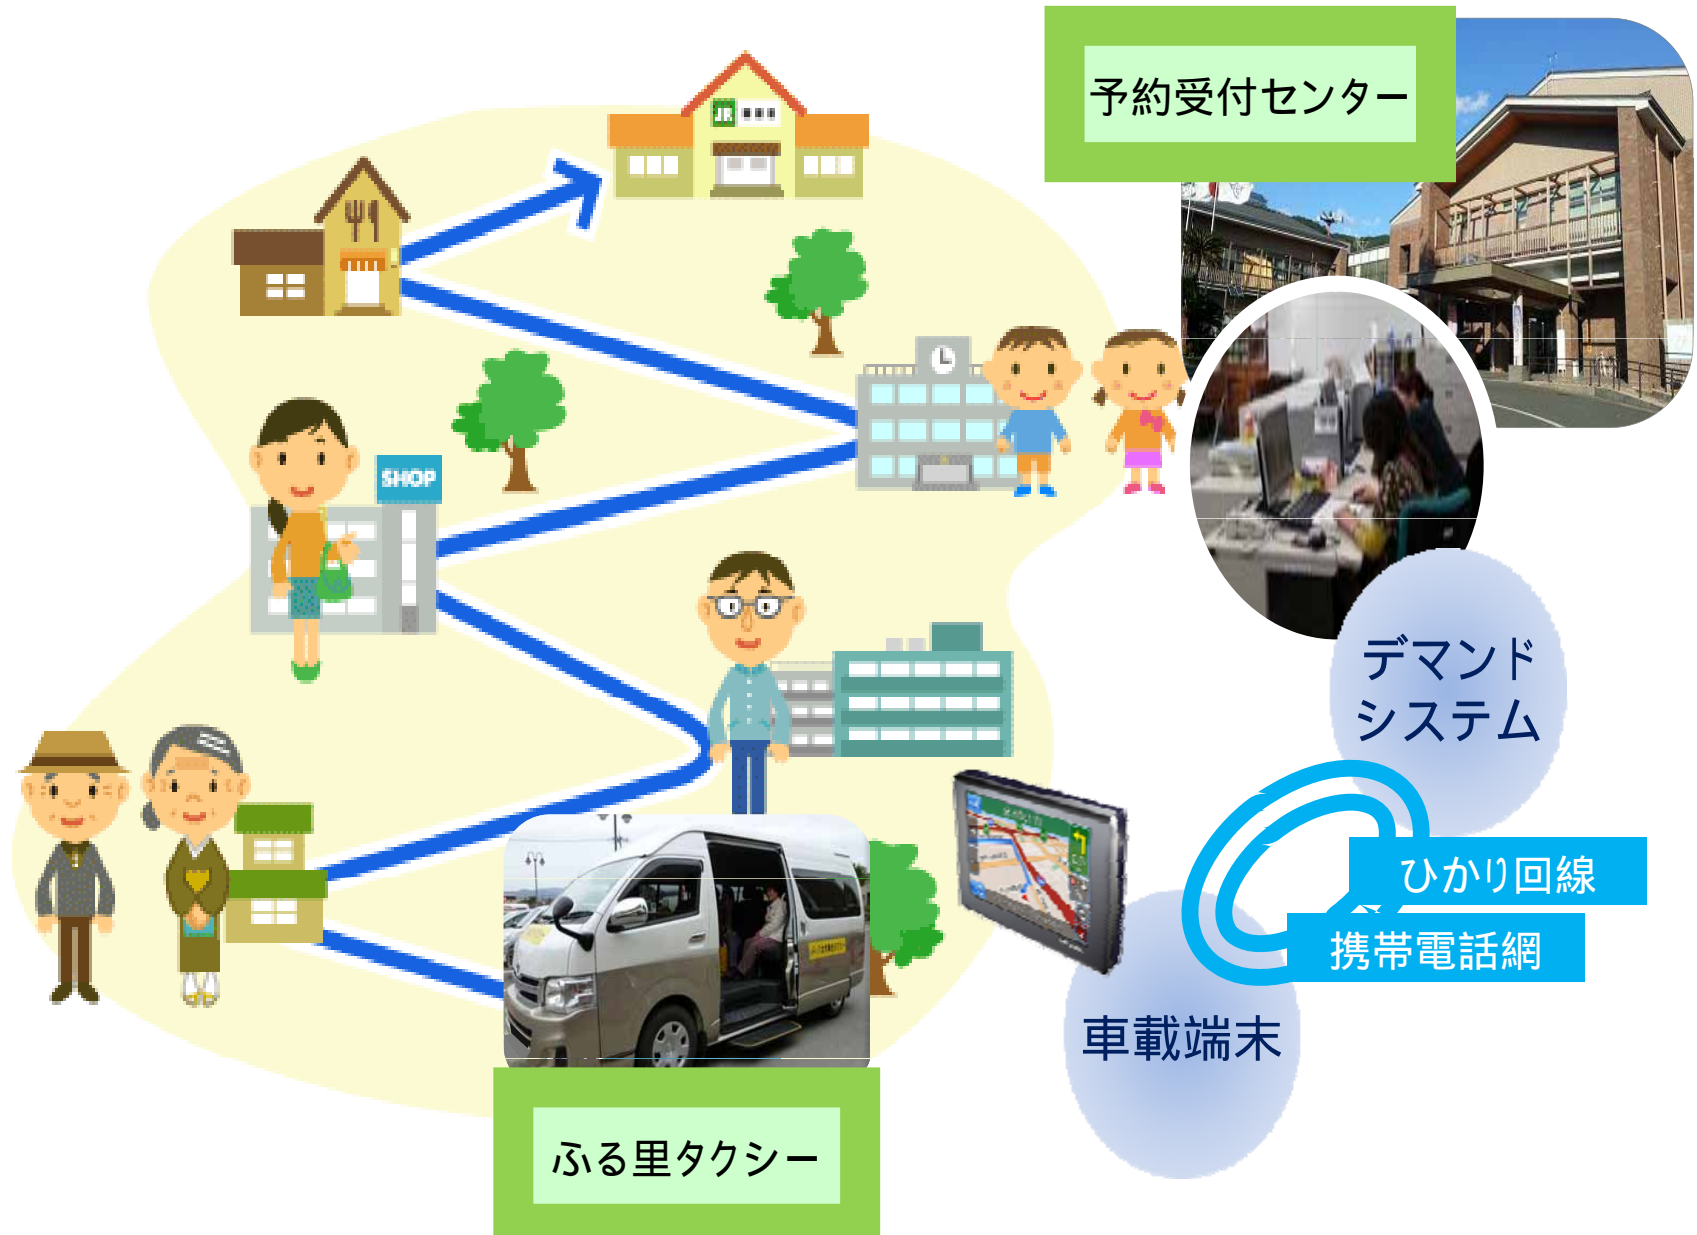 予約受付センター
JR
SHOP
デマンド
システム
ひかり回線
携帯電話網
車載端末
ふる里タクシー